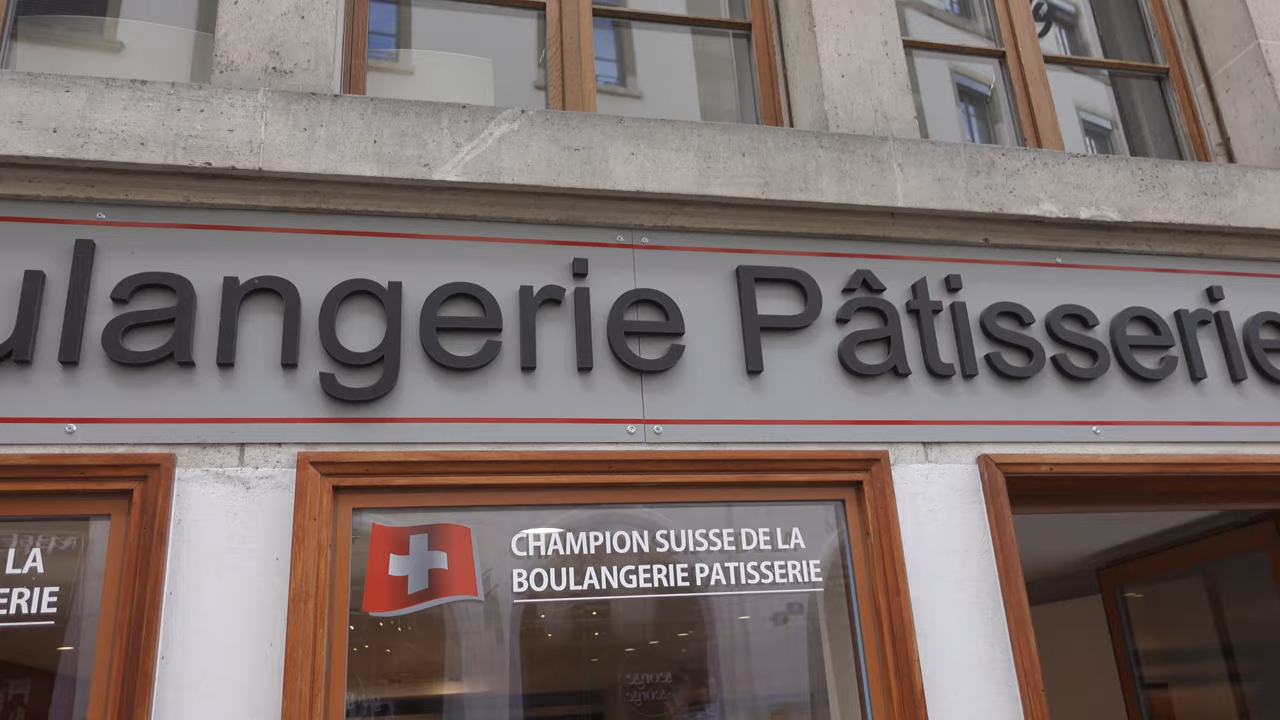 ulangerie Pâtisserie
CHAMPION SUISSE DE LA
BOULANGERIE PATISSERIE
LA
ERIE